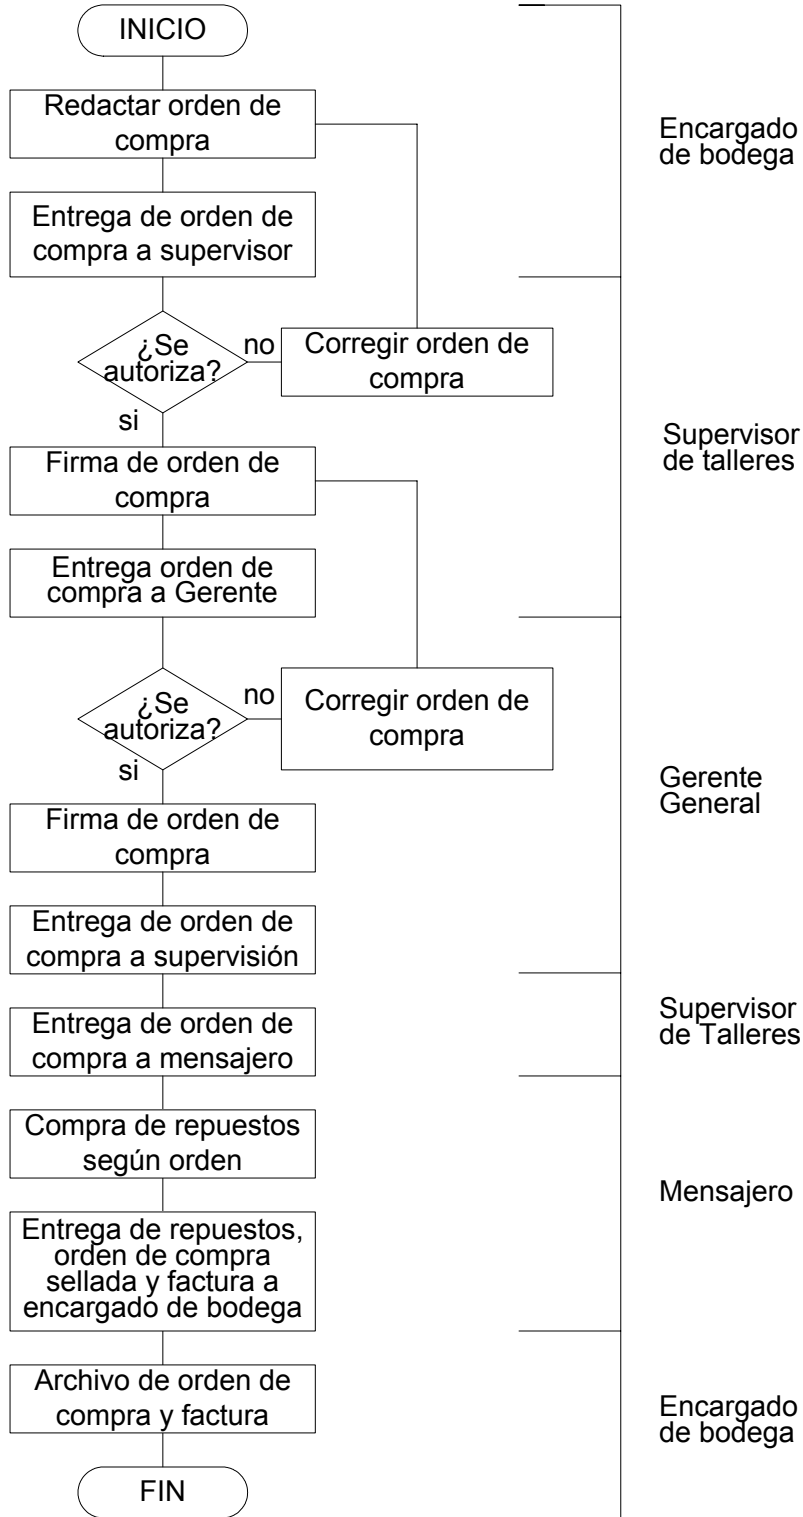 INICIO
Redactar orden de
compra
Encargado
de bodega
Entrega de orden de
compra a supervisor
¿Se
autoriza?
no
Corregir orden de
compra
si
Supervisor
de talleres
Firma de orden de
compra
Entrega orden de
compra a Gerente
¿Se
autoriza?
no
Corregir orden de
compra
si
Gerente
General
Firma de orden de
compra
Entrega de orden de
compra a supervisión
Supervisor
de Talleres
Entrega de orden de
compra a mensajero
Compra de repuestos
según orden
Mensajero
Entrega de repuestos,
orden de compra
sellada y factura a
encargado de bodega
Archivo de orden de
compra y factura
Encargado
de bodega
FIN